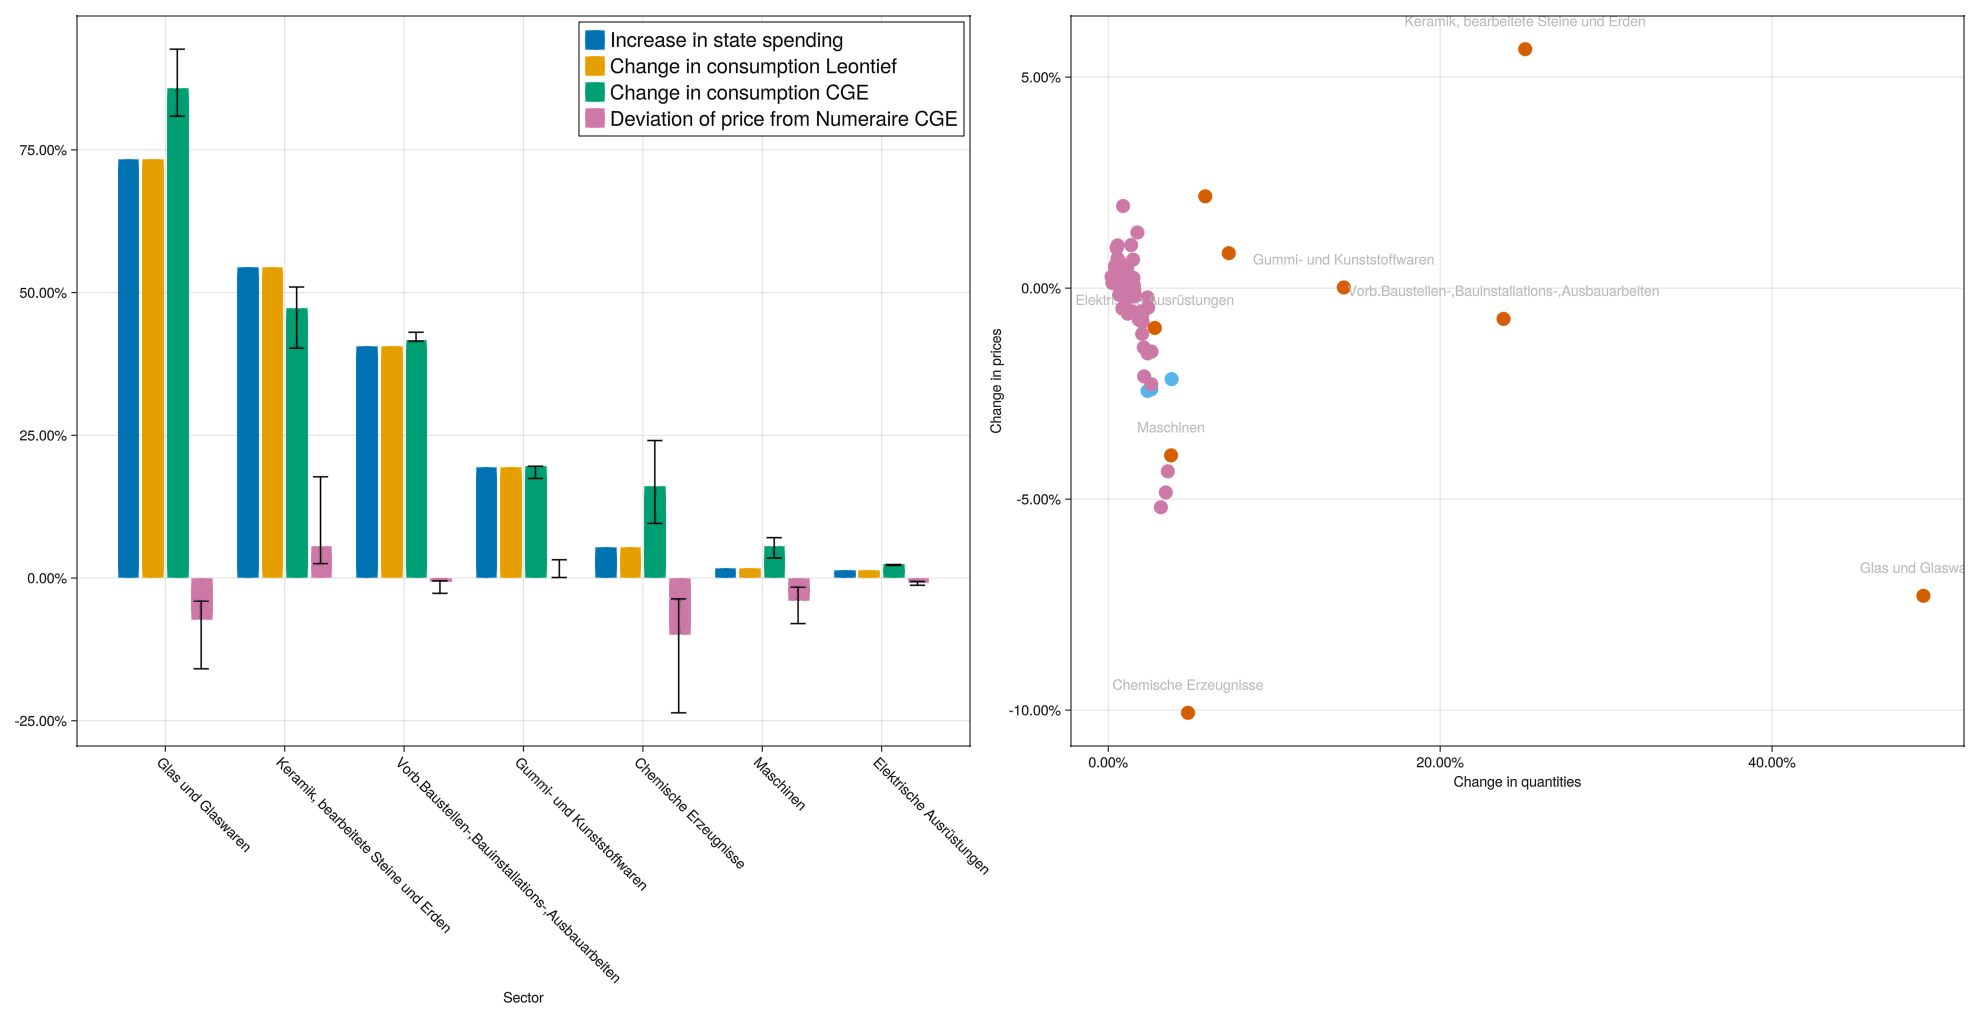 Increase in state spending
Change in consumption Leontief
Change in consumption CGE
Deviation of price from Numeraire CGE
75.00%
50.00%
25.00%
0.00%
-25.00%
Glas und Glaswaren
Keramik, bearbeitete Steine und Erden
Vorb.Baustellen-,Bauinstallations-,Ausbauarbeiten
Gummi- und Kunststoffwaren
Chemische Erzeugnisse
Maschinen
Elektrische Ausrüstungen
Sector
Keramik, bearbeitete Steine und Erden
Gummi- und Kunststoffwaren
Vorb.Baustellen-,Bauinstallations-,Ausbauarbeiten
Ausrüstungen
Maschinen
Glas und Glaswa
Chemische Erzeugnisse
5.00%
0.00%
-5.00%
-10.00%
Change in prices
0.00%
20.00%
40.00%
Change in quantities